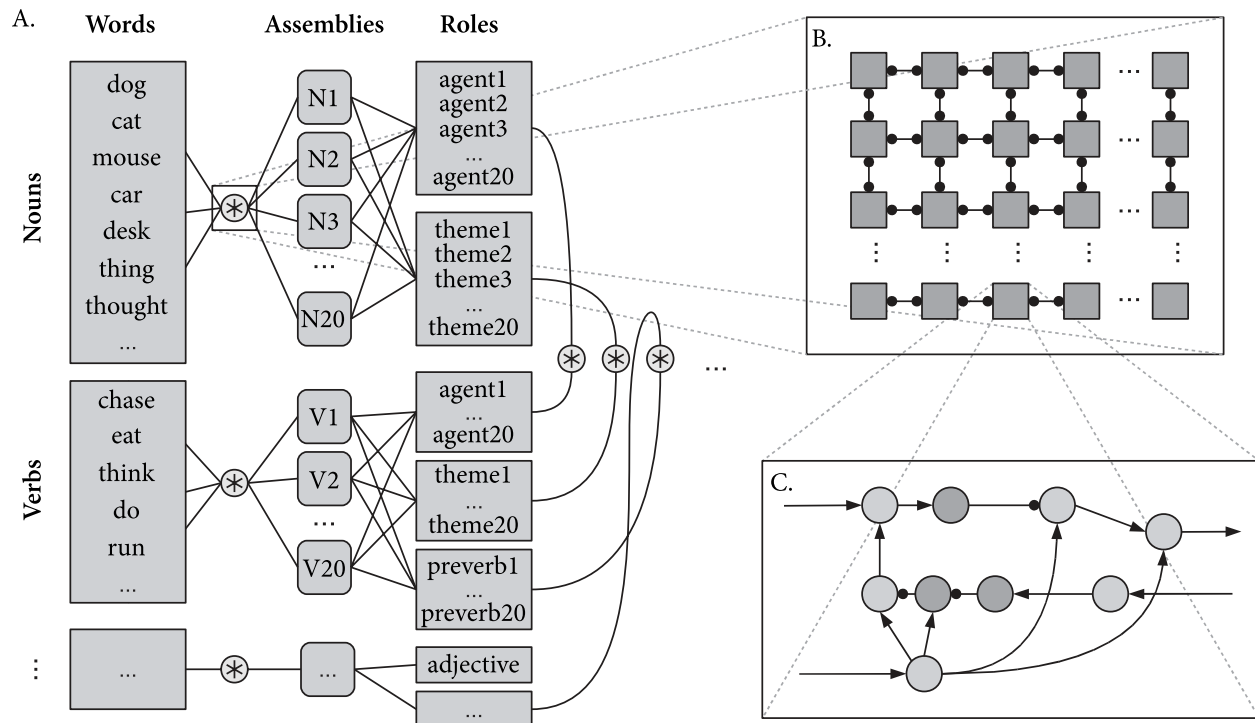 A.
Words
Assemblies
Roles
Nouns
dog
cat
mouse
car
desk
thing
thought
...
N1
N2
N3
...
N20
agent1
agent2
agent3
...
agent20
theme1
theme2
theme3
...
theme20
Verbs
chase
eat
think
do
run
...
V1
V2
...
V20
agent1
...
agent20
theme1
...
theme20
preverb1
...
preverb20
...
...
...
adjective
...
...
B.
...
...
...
...
...
...
...
...
C.